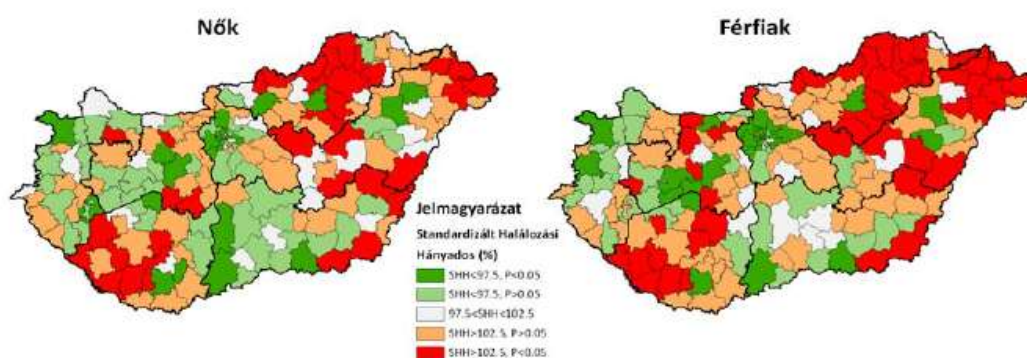 Nők
Férfiak
Jelmagyarázat
Standardizált Halálozási
Hányados (%)
SHH<97.5, P<0.05
SHH<97.5, P>0.05
97.5<SHH<102.5
SHH>102.5, P>0.05
SHH>102.5, P<0.05